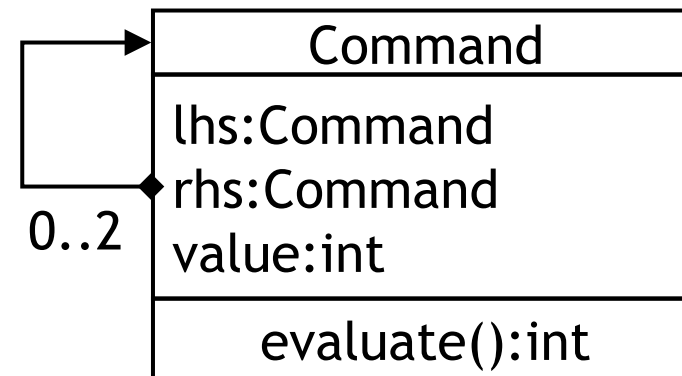 Command
lhs:Command
rhs:Command
0..2
value:int
evaluate():int